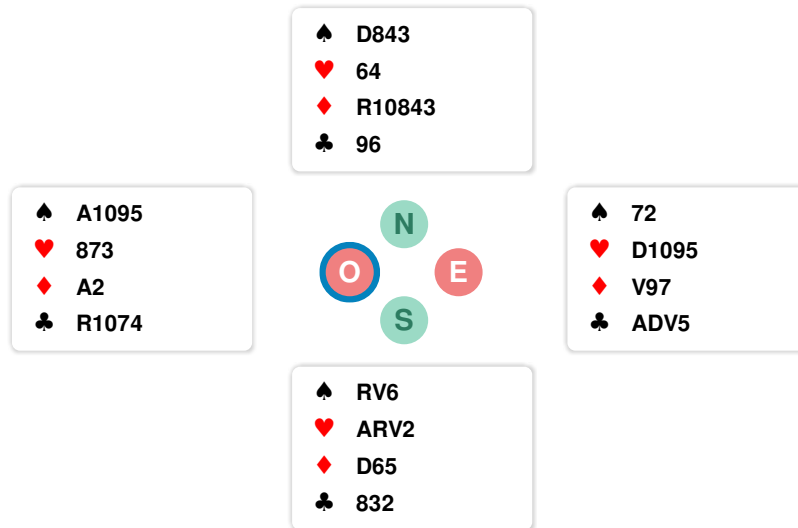 ♠ D843
♥ 64
♦ R10843
♣ 96
♠ A1095
♥ 873
♦ A2
♣ R1074
N
O E
S
♠ 72
♥ D1095
♦ V97
♣ ADV5
♠ RV6
♥ ARV2
♦ D65
♣ 832